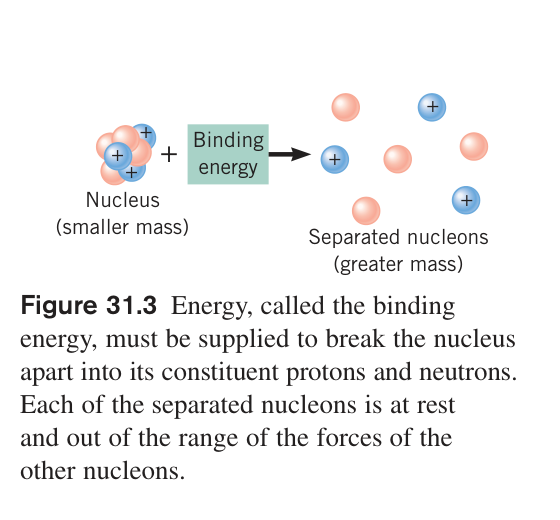 + + +
+
Binding
energy
+
+
+
Nucleus
(smaller mass)
Separated nucleons
(greater mass)
Figure 31.3 Energy, called the binding
energy, must be supplied to break the nucleus
apart into its constituent protons and neutrons.
Each of the separated nucleons is at rest
and out of the range of the forces of the
other nucleons.